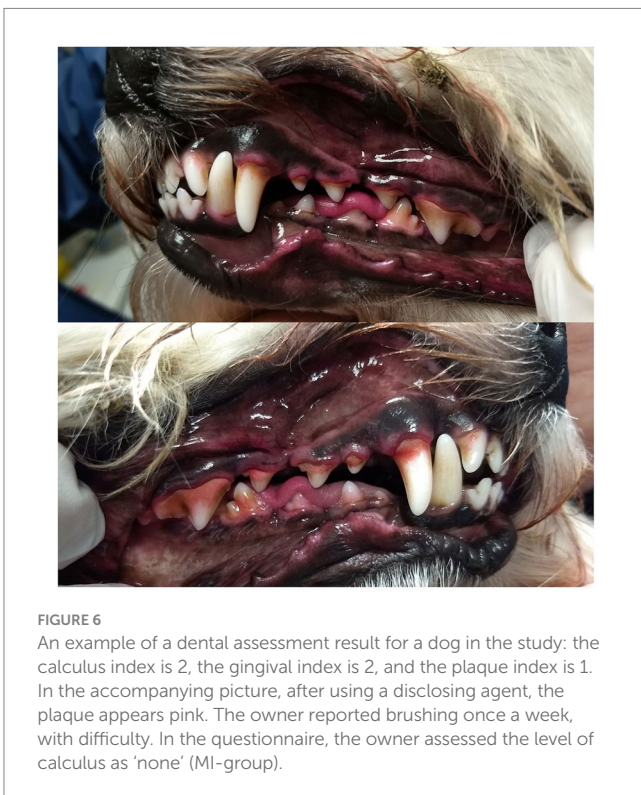 FIGURE 6
An example of a dental assessment result for a dog in the study: the
calculus index is 2, the gingival index is 2, and the plaque index is 1.
In the accompanying picture, after using a disclosing agent, the
plaque appears pink. The owner reported brushing once a week,
with difficulty. In the questionnaire, the owner assessed the level of
calculus as ‘none’ (MI-group).